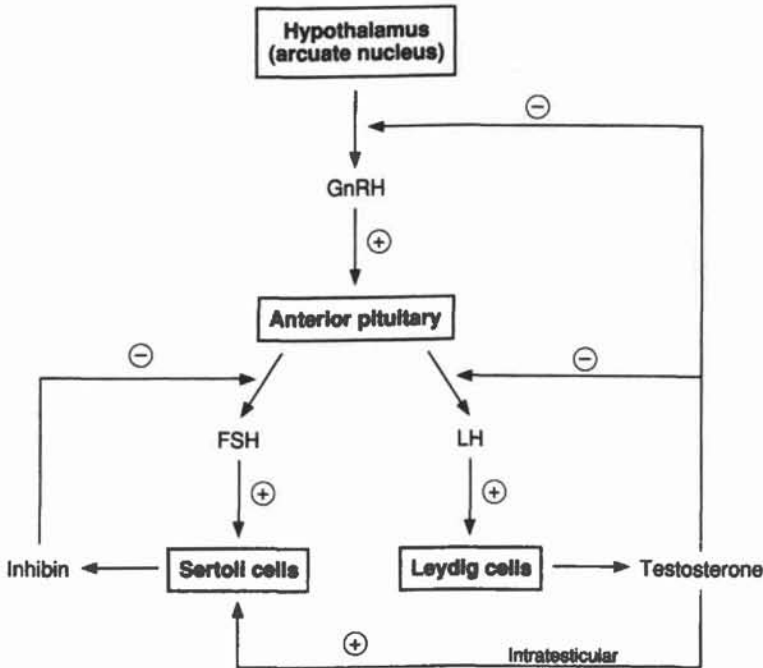 Hypothalamus
(arcuate nucleus)
−
GnRH
+
Anterior pituitary
−
−
FSH
LH
+
+
Inhibin
Sertoli cells
Leydig cells
Testosterone
+
Intratesticular